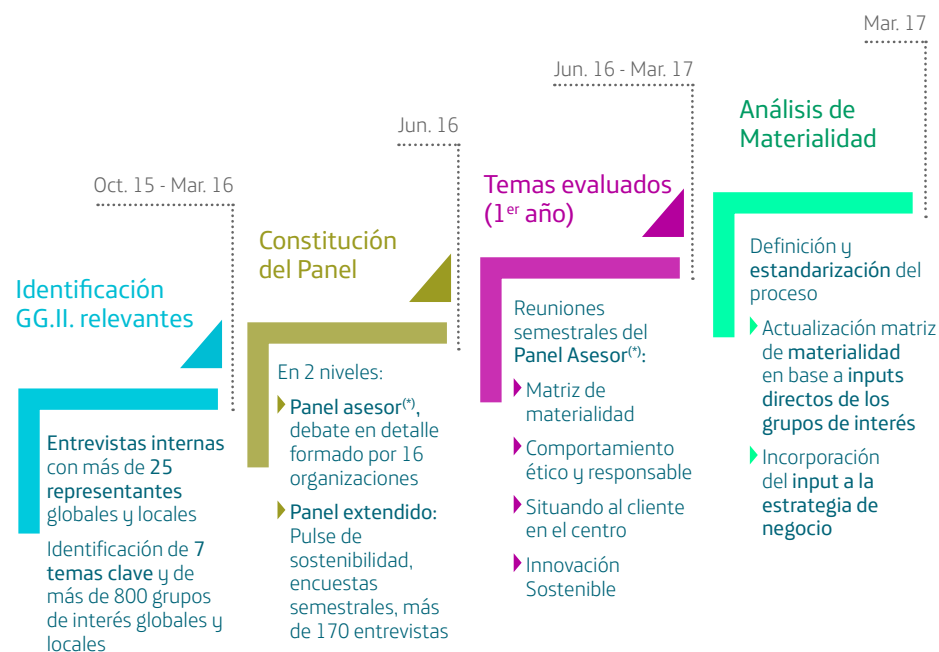 Oct. 15 - Mar. 16
Identificación
GG.II. relevantes
Entrevistas internas
con más de 25
representantes
globales y locales
Identificación de 7
temas clave y de
más de 800 grupos
de interés globales y
locales
Jun. 16
Constitución
del Panel
En 2 niveles:
Panel asesor(*),
debate en detalle
formado por 16
organizaciones
Panel extendido:
Pulse de
sostenibilidad,
encuestas
semestrales, más
de 170 entrevistas
Jun. 16 - Mar. 17
Temas evaluados
(1er año)
Reuniones
semestrales del
Panel Asesor(*):
Matriz de
materialidad
Comportamiento
ético y responsable
Situando al cliente
en el centro
Innovación
Sostenible
Mar. 17
Análisis de
Materialidad
Definición y
estandarización del
proceso
Actualización matriz
de materialidad
en base a inputs
directos de los
grupos de interés
Incorporación
del input a la
estrategia de
negocio